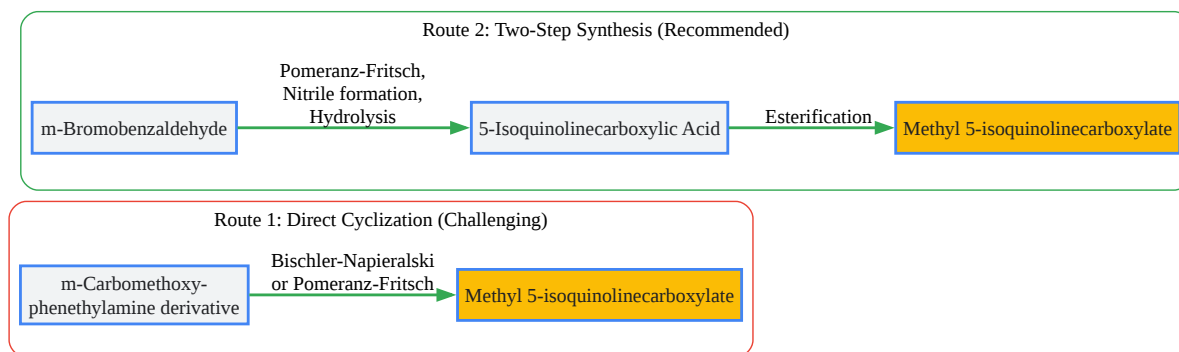 Route 2: Two-Step Synthesis (Recommended)
m-Bromobenzaldehyde
Pomeranz-Fritsch,
Nitrile formation,
Hydrolysis
5-Isoquinolinecarboxylic Acid
Esterification
Methyl 5-isoquinolinecarboxylate
Route 1: Direct Cyclization (Challenging)
m-Carbomethoxy-
phenethylamine derivative
Bischler-Napieralski
or Pomeranz-Fritsch
Methyl 5-isoquinolinecarboxylate